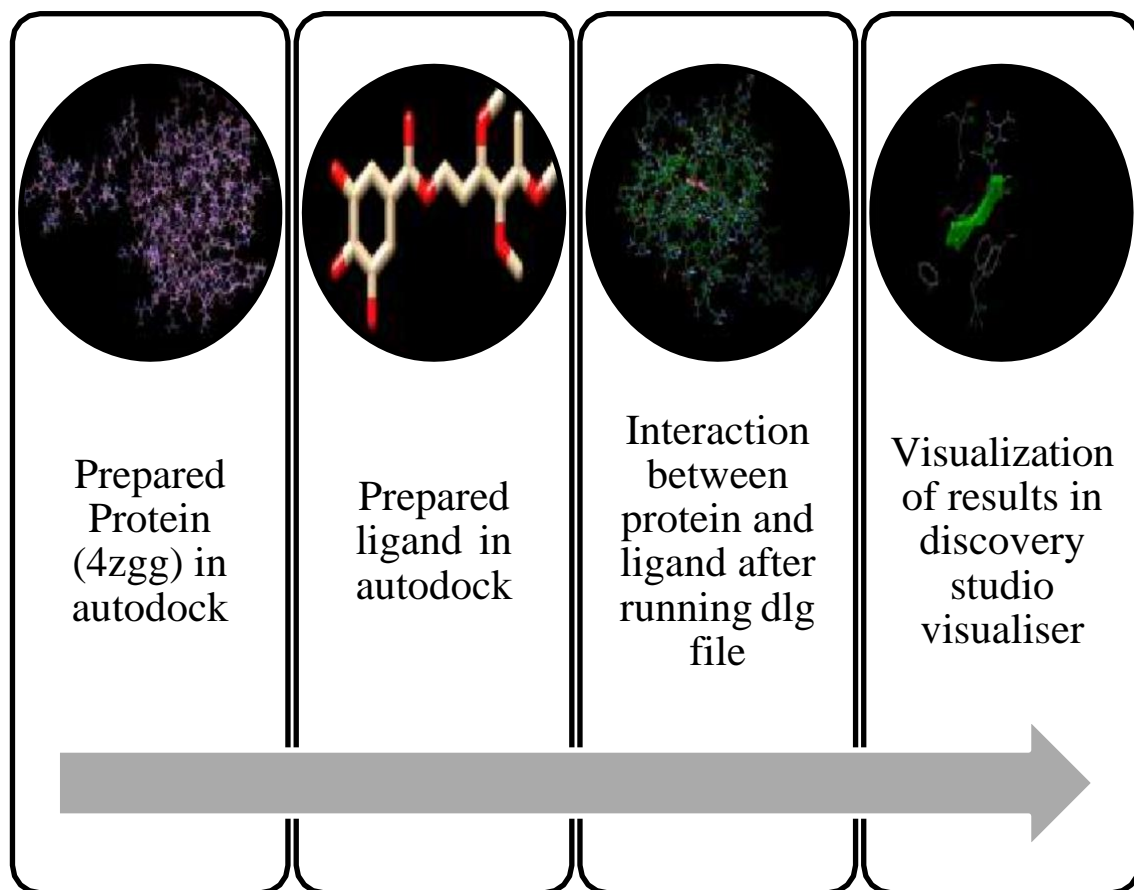 Prepared
Protein
(4zgg) in
autodock
Prepared
ligand in
autodock
Interaction
between
protein and
ligand after
running dlg
file
Visualization
of results in
discovery
studio
visualiser